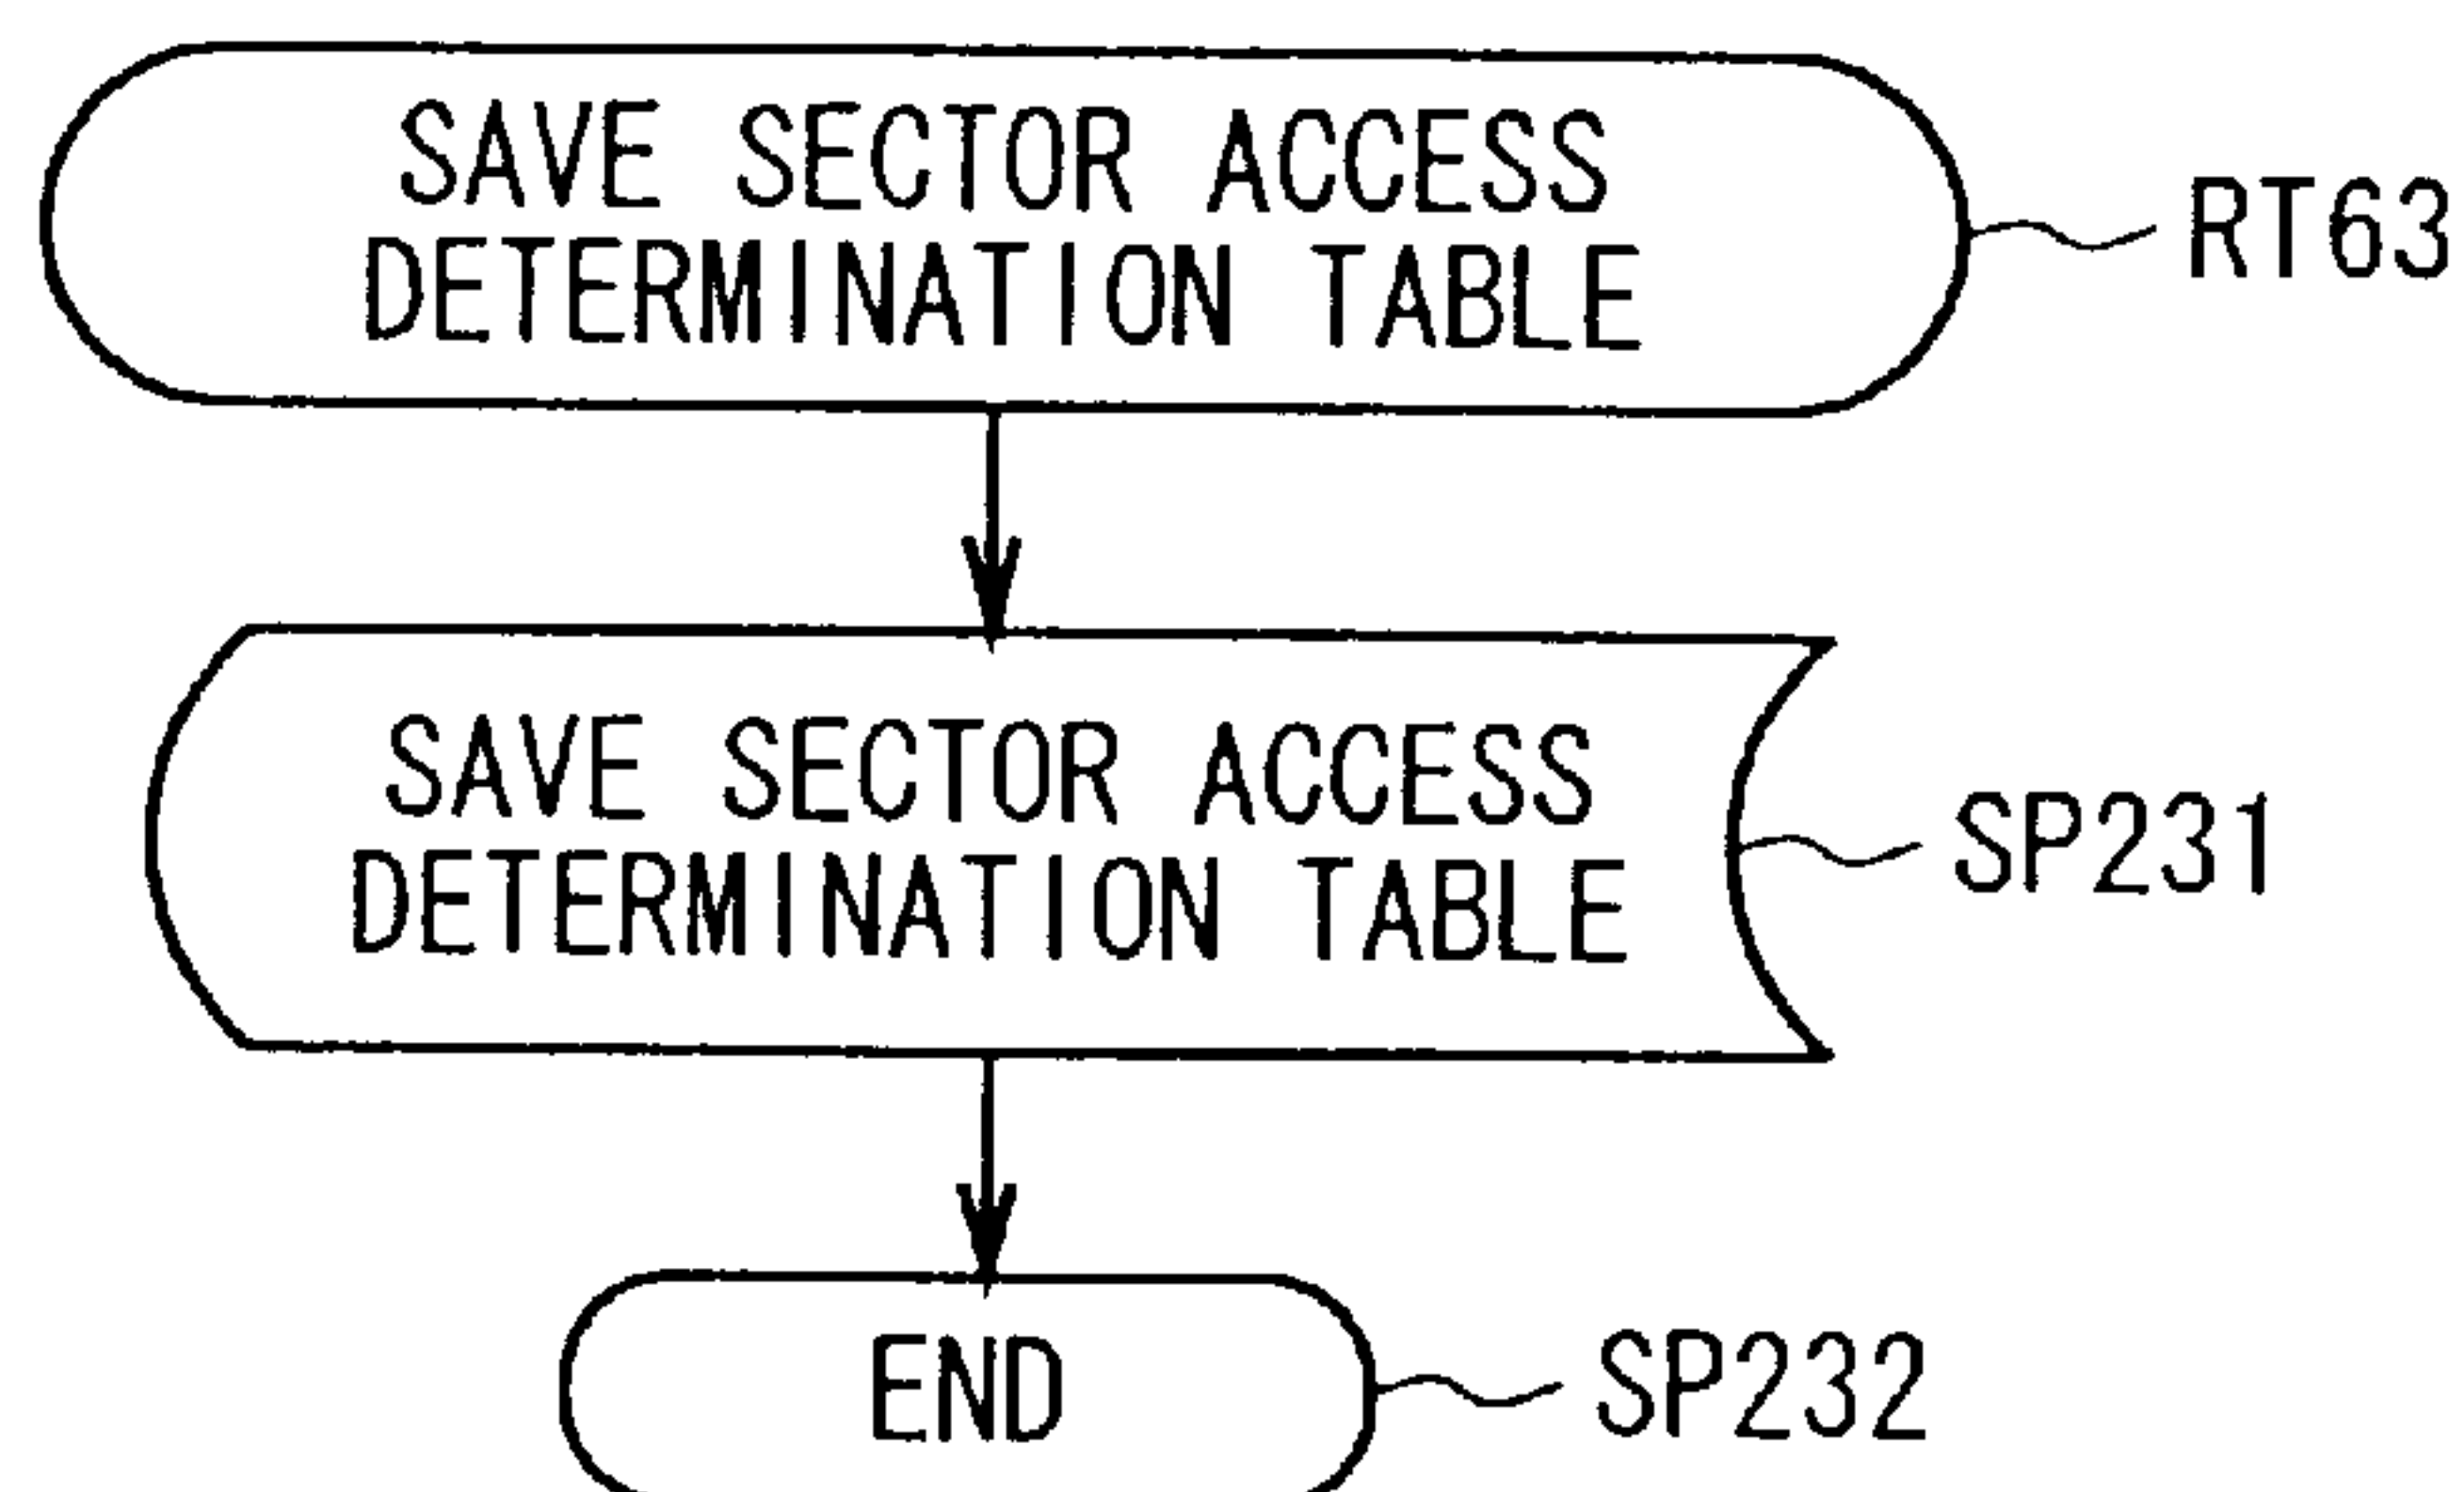 SAVE SECTOR ACCESS
DETERMINATION TABLE
RT63
SAVE SECTOR ACCESS
DETERMINATION TABLE
SP231
END
SP232